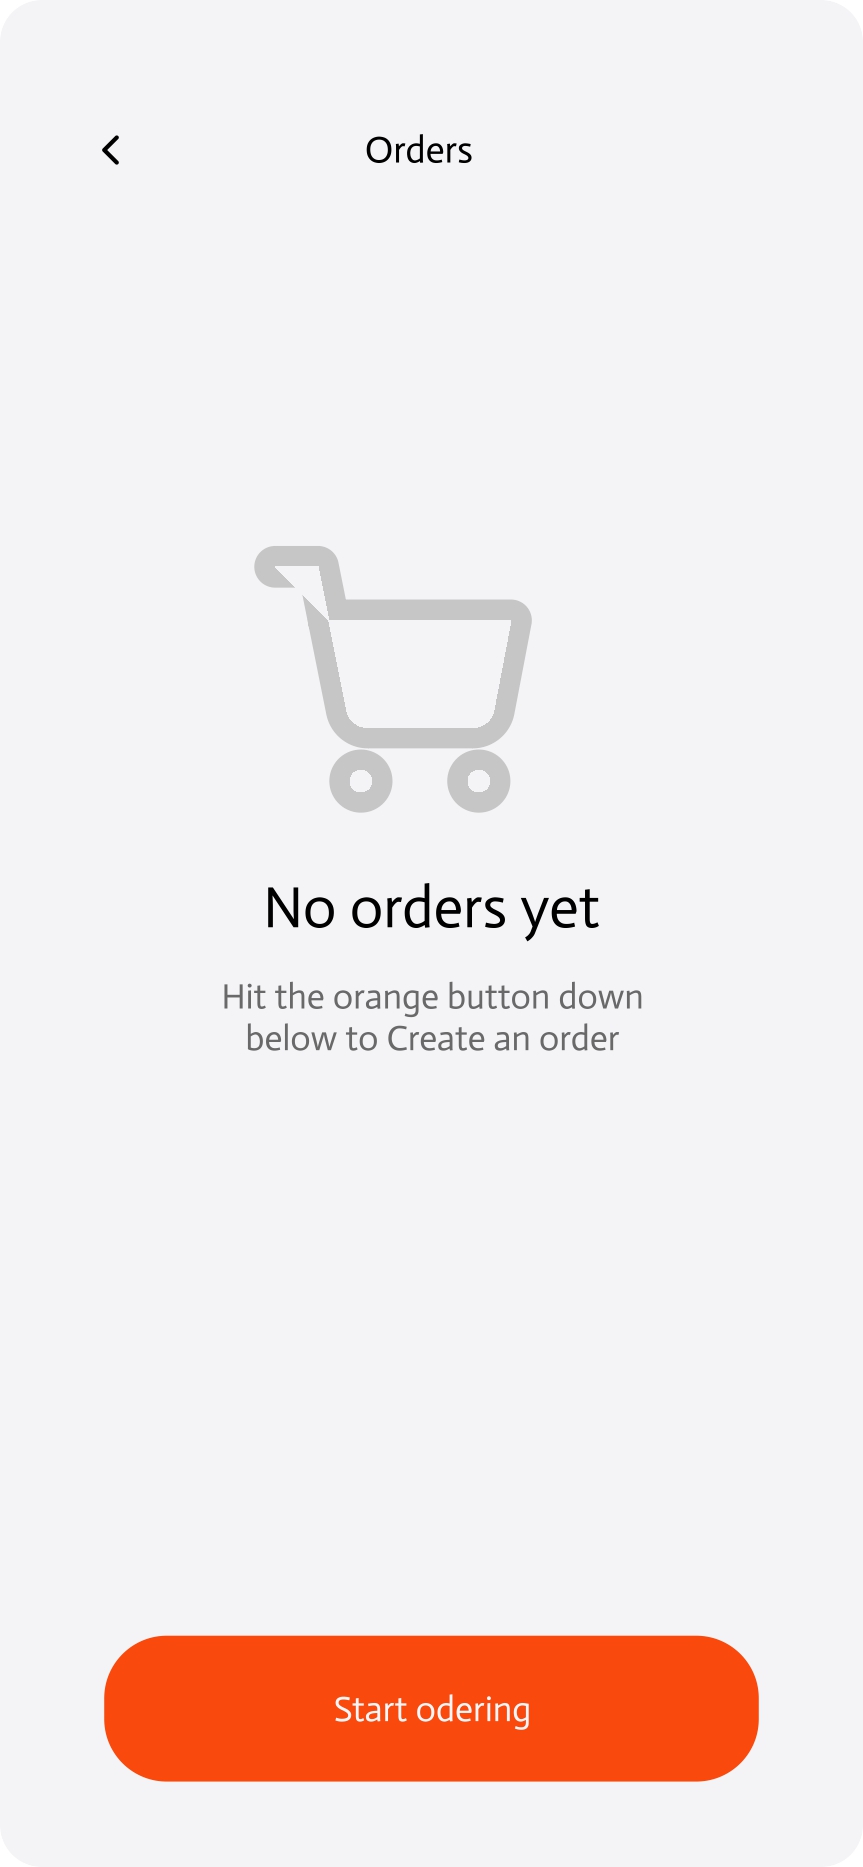 Orders
No orders yet
Hit the orange button down
below to Create an order
Start odering